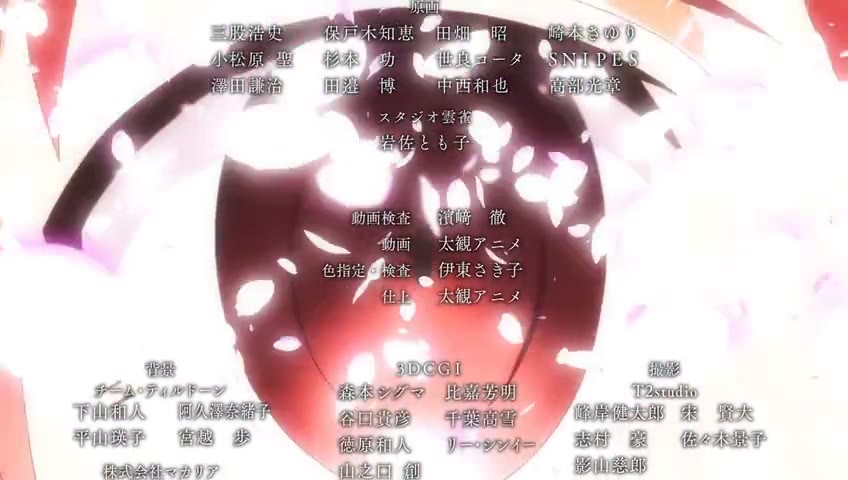 原画
三股浩史 保戸木知恵 田畑 昭 崎本さゆり
小松原 聖 杉本 功 世良コータ SNIPES
澤田謙治 田邉 博 中西和也 高部光章
スタジオ雲雀
岩佐とも子
動画検査 濱﨑 徹
動画 太観アニメ
色指定・検査 伊東さき子
仕上 太観アニメ
背景
チーム・ティルドーン
下山和人 阿久澤奈緒子
平山瑛子 宮越 歩
株式会社マカリア
3DCGI
森本シグマ 比嘉芳明
谷口貴彦 千葉高雪
徳原和人 リー・シンイー
山之口 創
撮影
T2studio
峰岸健太郎 宋 賢大
志村 豪 佐々木景子
影山慈郎